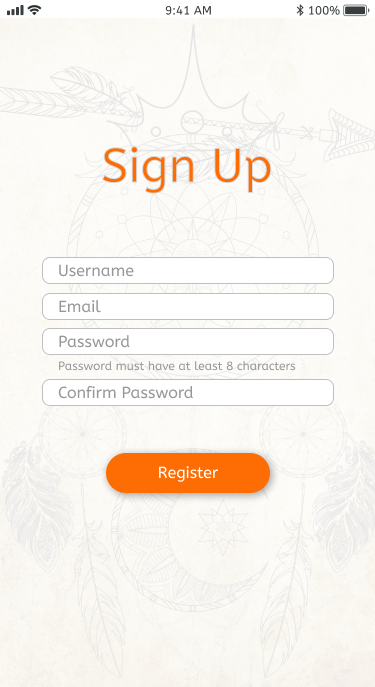 9:41 AM 100%
Sign Up
Username
Email
Password
Password must have at least 8 characters
Confirm Password
Register